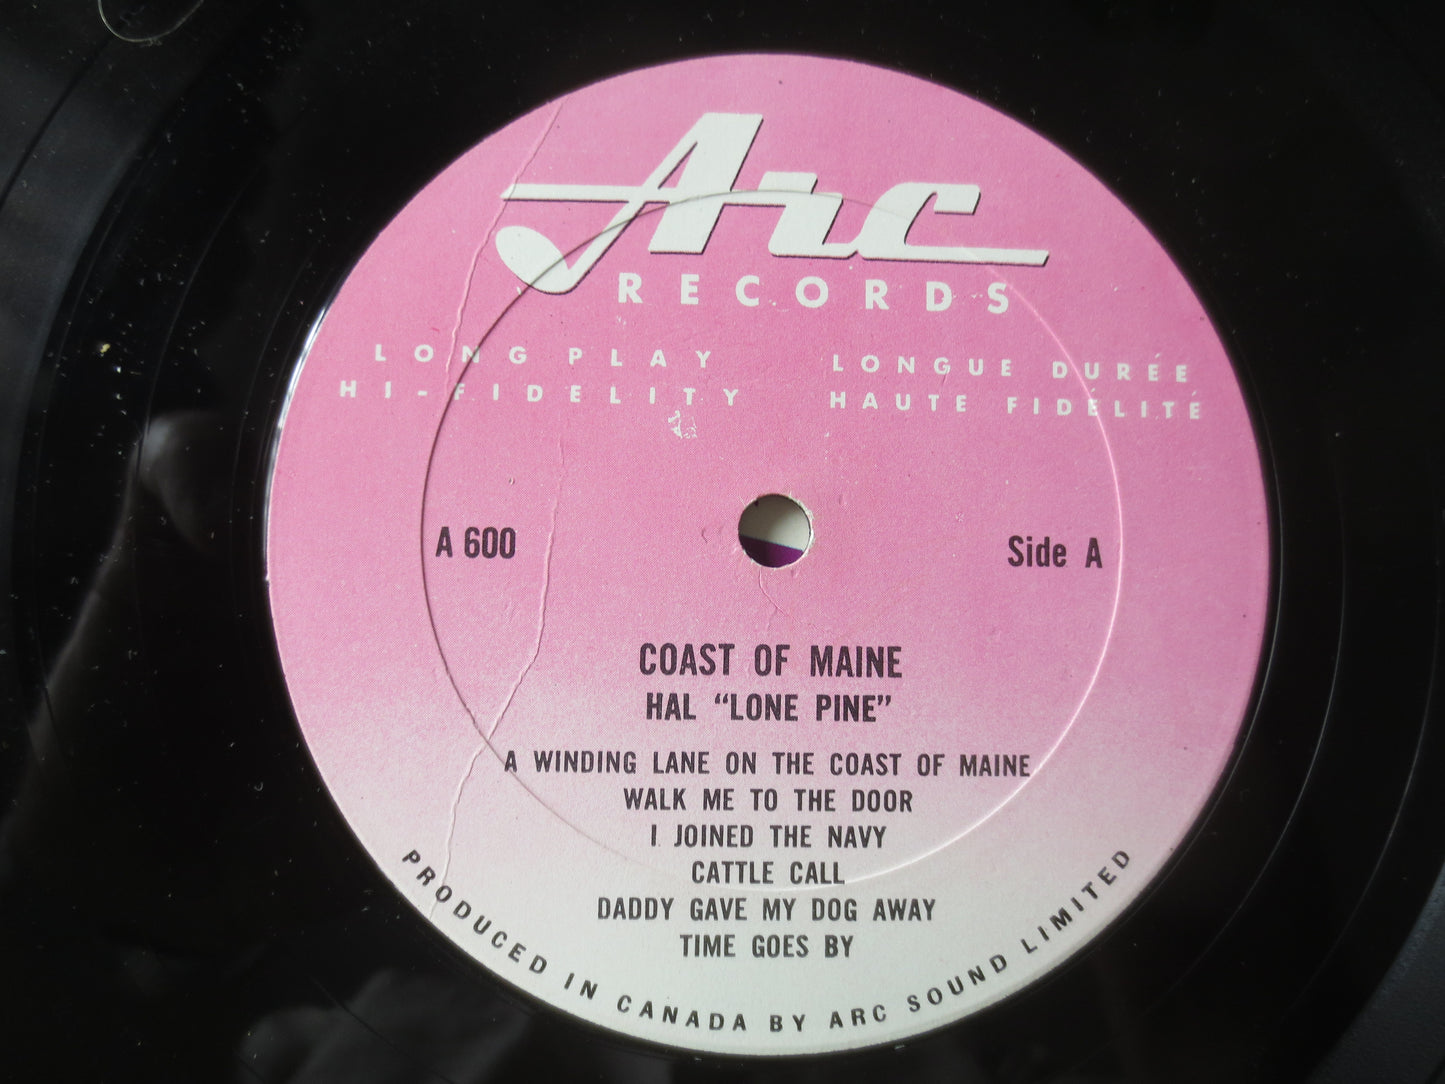 Arc
RECORDS
LONG PLAY
HI-FIDELITY
LONGUE DURÉE
HAUTE FIDÉLITÉ
A 600
Side A
COAST OF MAINE
HAL “LONE PINE”
A WINDING LANE ON THE COAST OF MAINE
WALK ME TO THE DOOR
I JOINED THE NAVY
CATTLE CALL
DADDY GAVE MY DOG AWAY
TIME GOES BY
PRODUCED IN CANADA BY ARC SOUND LIMITED